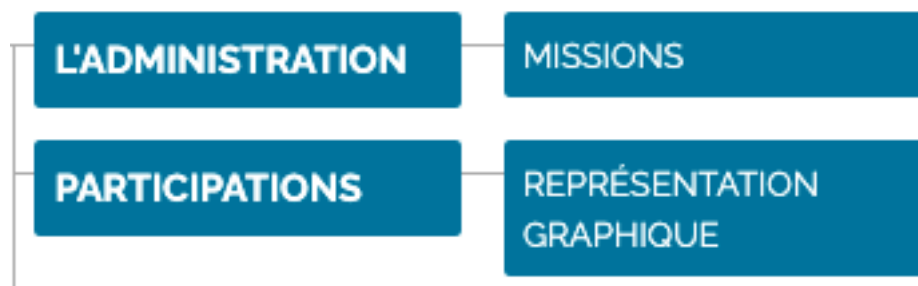 L'ADMINISTRATION
MISSIONS
PARTICIPATIONS
REPRÉSENTATION
GRAPHIQUE